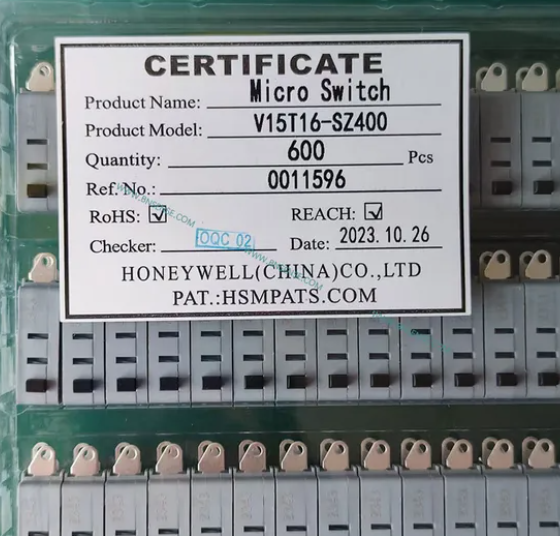 CERTIFICATE
Product Name: Micro Switch
Product Model: V15T16-SZ400
Quantity: 600 Pcs
Ref. No.: 0011596
RoHS: ☑ REACH: ☑
Checker: OQC 02 Date: 2023.10.26
HONEYWELL(CHINA)CO.,LTD
PAT.:HSMPATS.COM